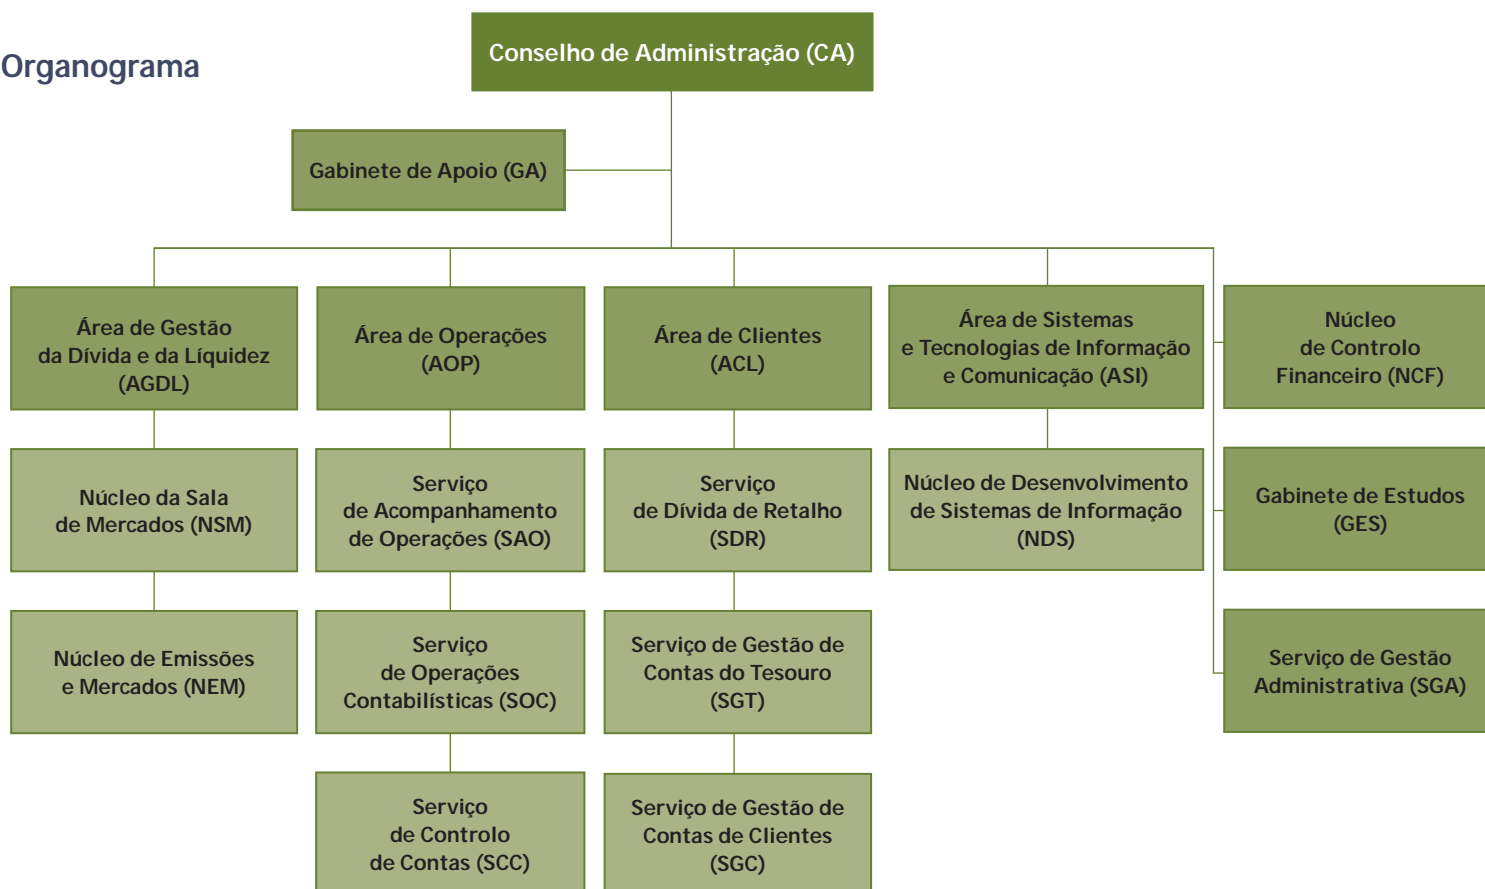 Organograma
Conselho de Administração (CA)
Gabinete de Apoio (GA)
Área de Gestão
da Dívida e da Líquidez
(AGDL)
Área de Operações
(AOP)
Área de Clientes
(ACL)
Área de Sistemas
e Tecnologias de Informação
e Comunicação (ASI)
Núcleo
de Controlo
Financeiro (NCF)
Núcleo da Sala
de Mercados (NSM)
Serviço
de Acompanhamento
de Operações (SAO)
Serviço
de Dívida de Retalho
(SDR)
Núcleo de Desenvolvimento
de Sistemas de Informação
(NDS)
Gabinete de Estudos
(GES)
Núcleo de Emissões
e Mercados (NEM)
Serviço
de Operações
Contabilísticas (SOC)
Serviço de Gestão de
Contas do Tesouro
(SGT)
Serviço de Gestão
Administrativa (SGA)
Serviço
de Controlo
de Contas (SCC)
Serviço de Gestão de
Contas de Clientes
(SGC)